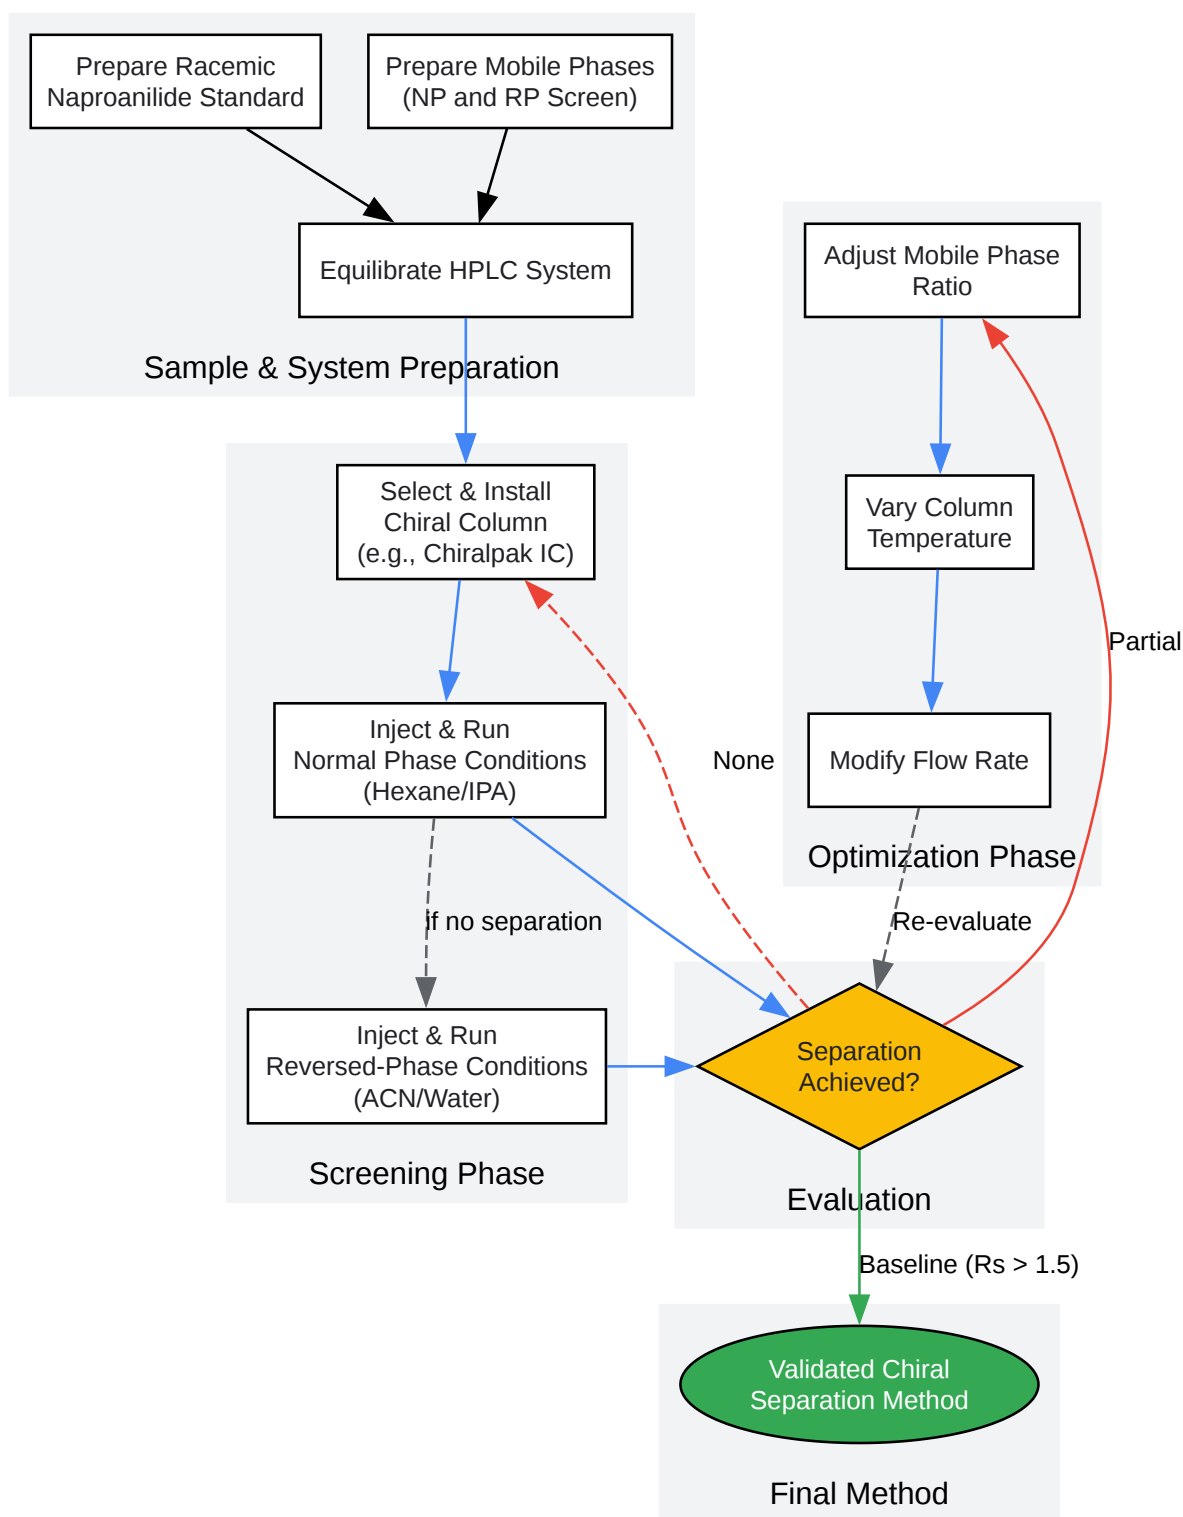 Prepare Racemic
Naproanilide Standard
Prepare Mobile Phases
(NP and RP Screen)
Equilibrate HPLC System
Sample & System Preparation
Adjust Mobile Phase
Ratio
Select & Install
Chiral Column
(e.g., Chiralpak IC)
Vary Column
Temperature
Partial
Inject & Run
Normal Phase Conditions
(Hexane/IPA)
None
Modify Flow Rate
Optimization Phase
if no separation
Re-evaluate
Inject & Run
Reversed-Phase Conditions
(ACN/Water)
Separation
Achieved?
Screening Phase
Evaluation
Baseline (Rs > 1.5)
Validated Chiral
Separation Method
Final Method